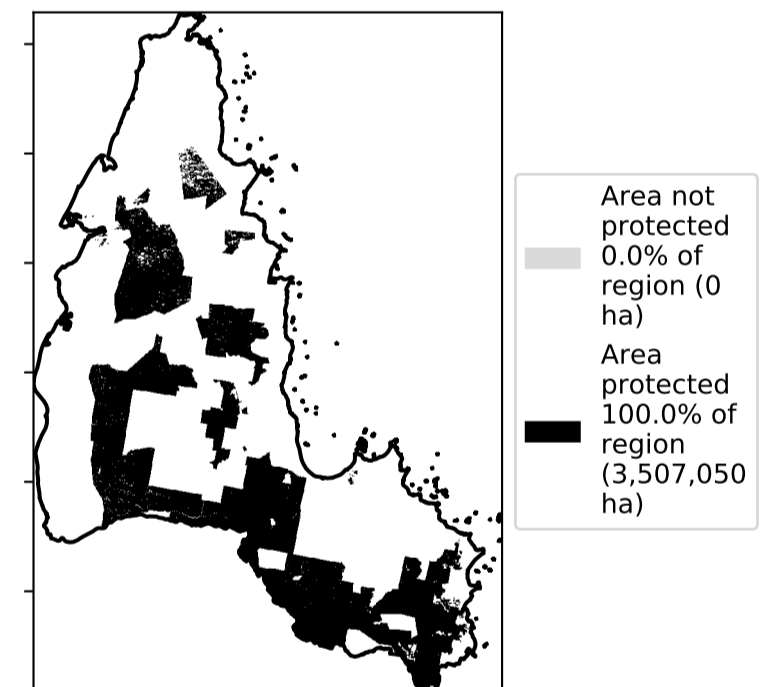 Area not
protected
0.0% of
region (0
ha)
Area
protected
100.0% of
region
(3,507,050
ha)